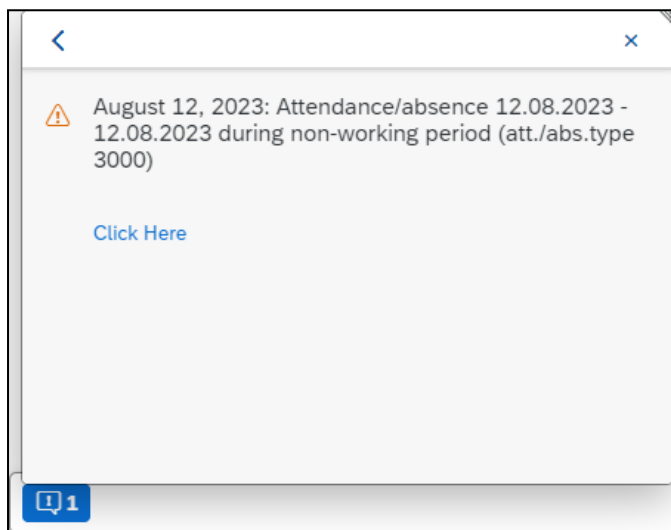 August 12, 2023: Attendance/absence 12.08.2023 -
12.08.2023 during non-working period (att./abs.type
3000)
Click Here
1